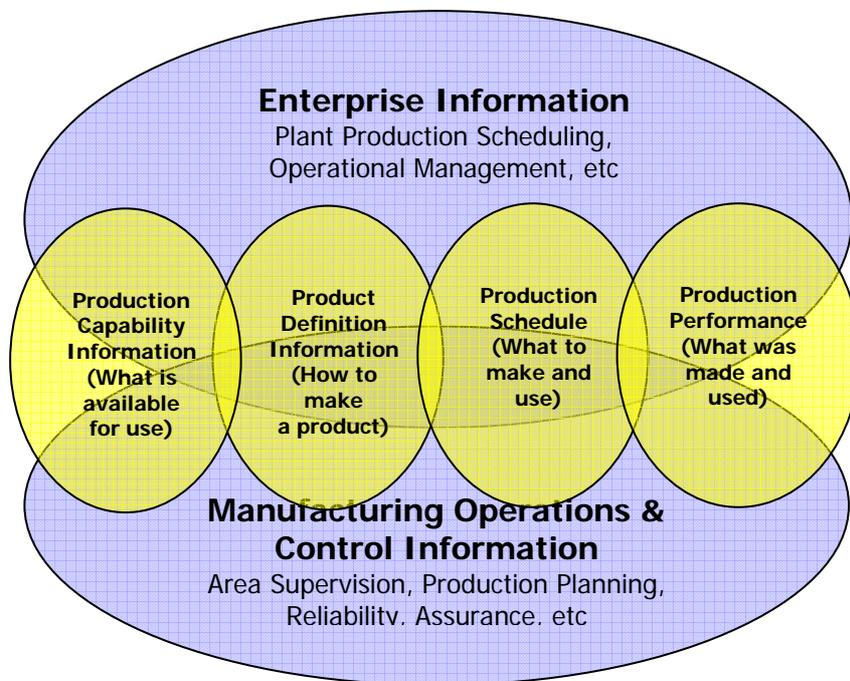 Enterprise Information
Plant Production Scheduling,
Operational Management, etc
Production
Capability
Information
(What is
available
for use)
Product
Definition
Information
(How to
make
a product)
Production
Schedule
(What to
make and
use)
Production
Performance
(What was
made and
used)
Manufacturing Operations &
Control Information
Area Supervision, Production Planning,
Reliability. Assurance. etc